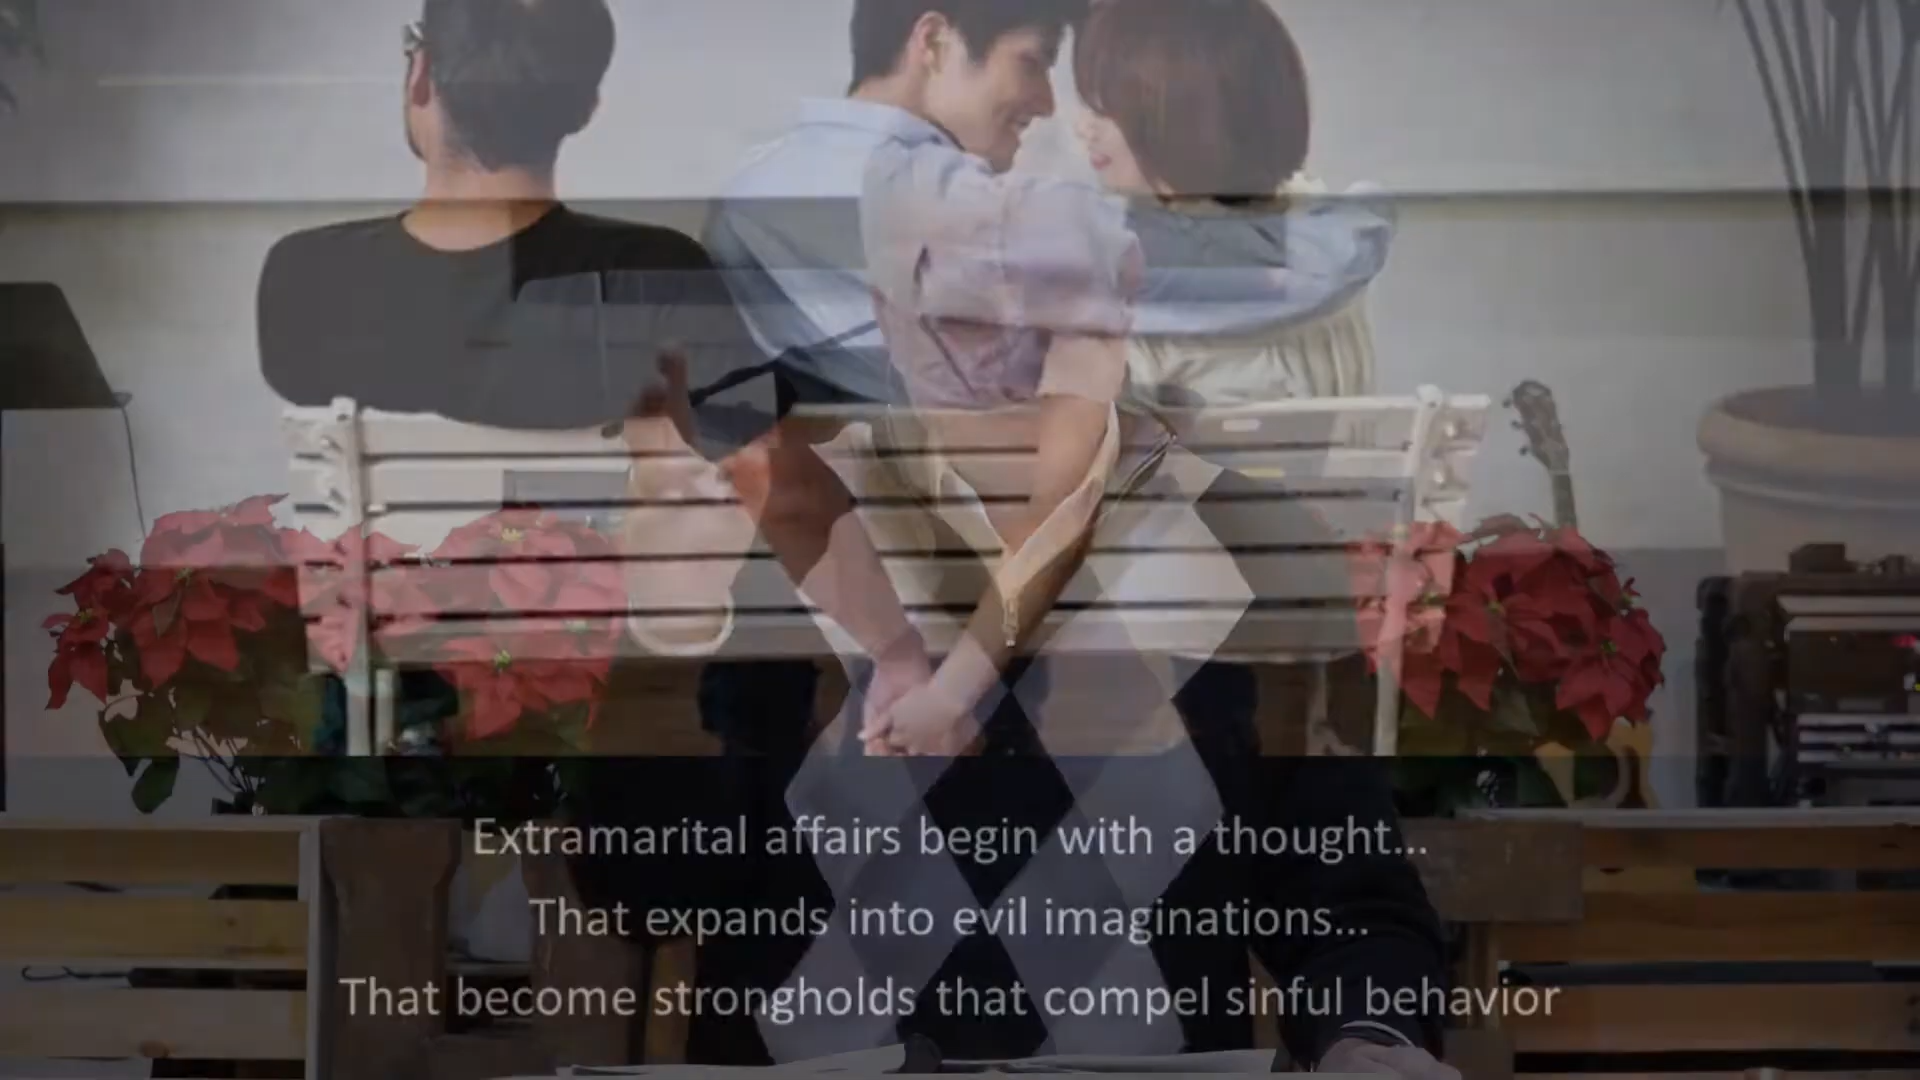 Extramarital affairs begin with a thought...
That expands into evil imaginations...
That become strongholds that compel sinful behavior